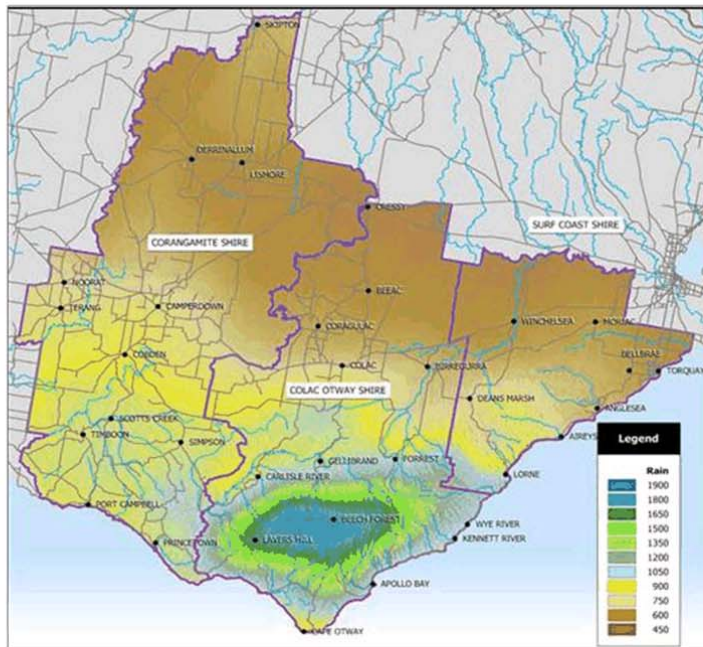 SKIPTON
DERRINALLUM
LISMORE
CRESSY
SURF COAST SHIRE
CORANGAMITE SHIRE
NOORAT
BEEAC
TERANG
CAMPERDOWN
CORAGULAC
WINCHELSEA
MORIAC
COBDEN
COLAC
BIRREGURRA
BELLBRAE
TORQUAY
COLAC OTWAY SHIRE
DEANS MARSH
ANGLESEA
SCOTTS CREEK
TIMBOON
SIMPSON
AIREYS
GELLIBRAND
FORREST
CARLISLE RIVER
LORNE
PORT CAMPBELL
BEECH FOREST
WYE RIVER
PRINCETOWN
LAVERS HILL
KENNETT RIVER
APOLLO BAY
CAPE OTWAY
Legend
Rain
1900
1800
1650
1500
1350
1200
1050
900
750
600
450